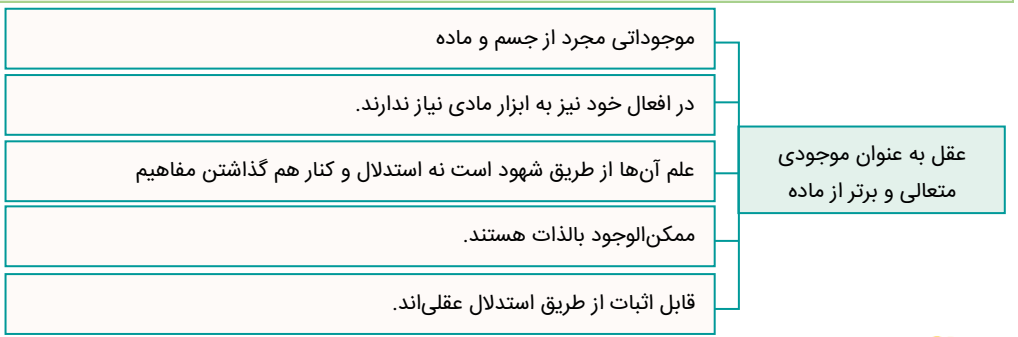 عقل به عنوان موجودی
متعالی و برتر از ماده
موجوداتی مجرد از جسم و ماده
در افعال خود نیز به ابزار مادی نیاز ندارند.
علم آن‌ها از طریق شهود است نه استدلال و کنار هم گذاشتن مفاهیم
ممکن‌الوجود بالذات هستند.
قابل اثبات از طریق استدلال عقلی‌اند.